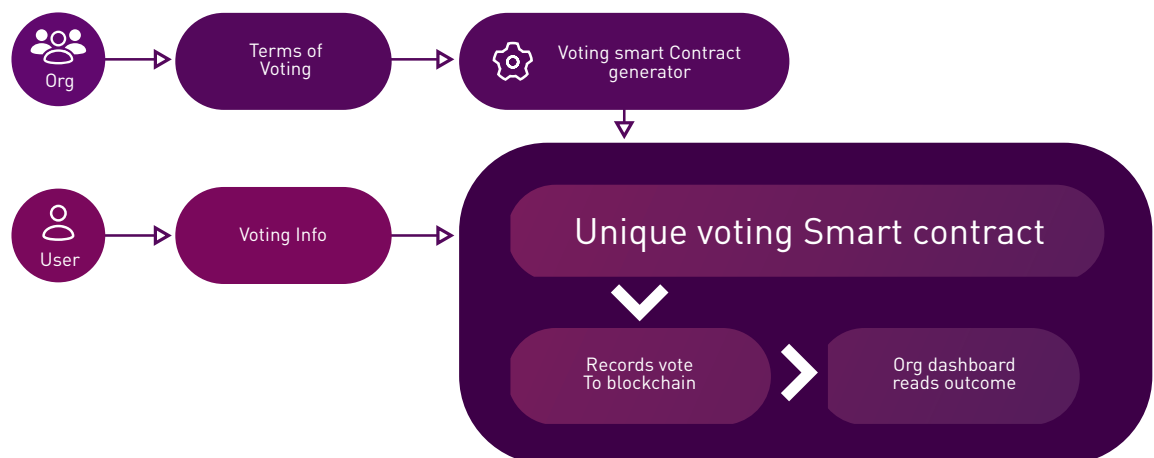 Org
Terms of
Voting
Voting smart Contract
generator
User
Voting Info
Unique voting Smart contract
Records vote
To blockchain
Org dashboard
reads outcome